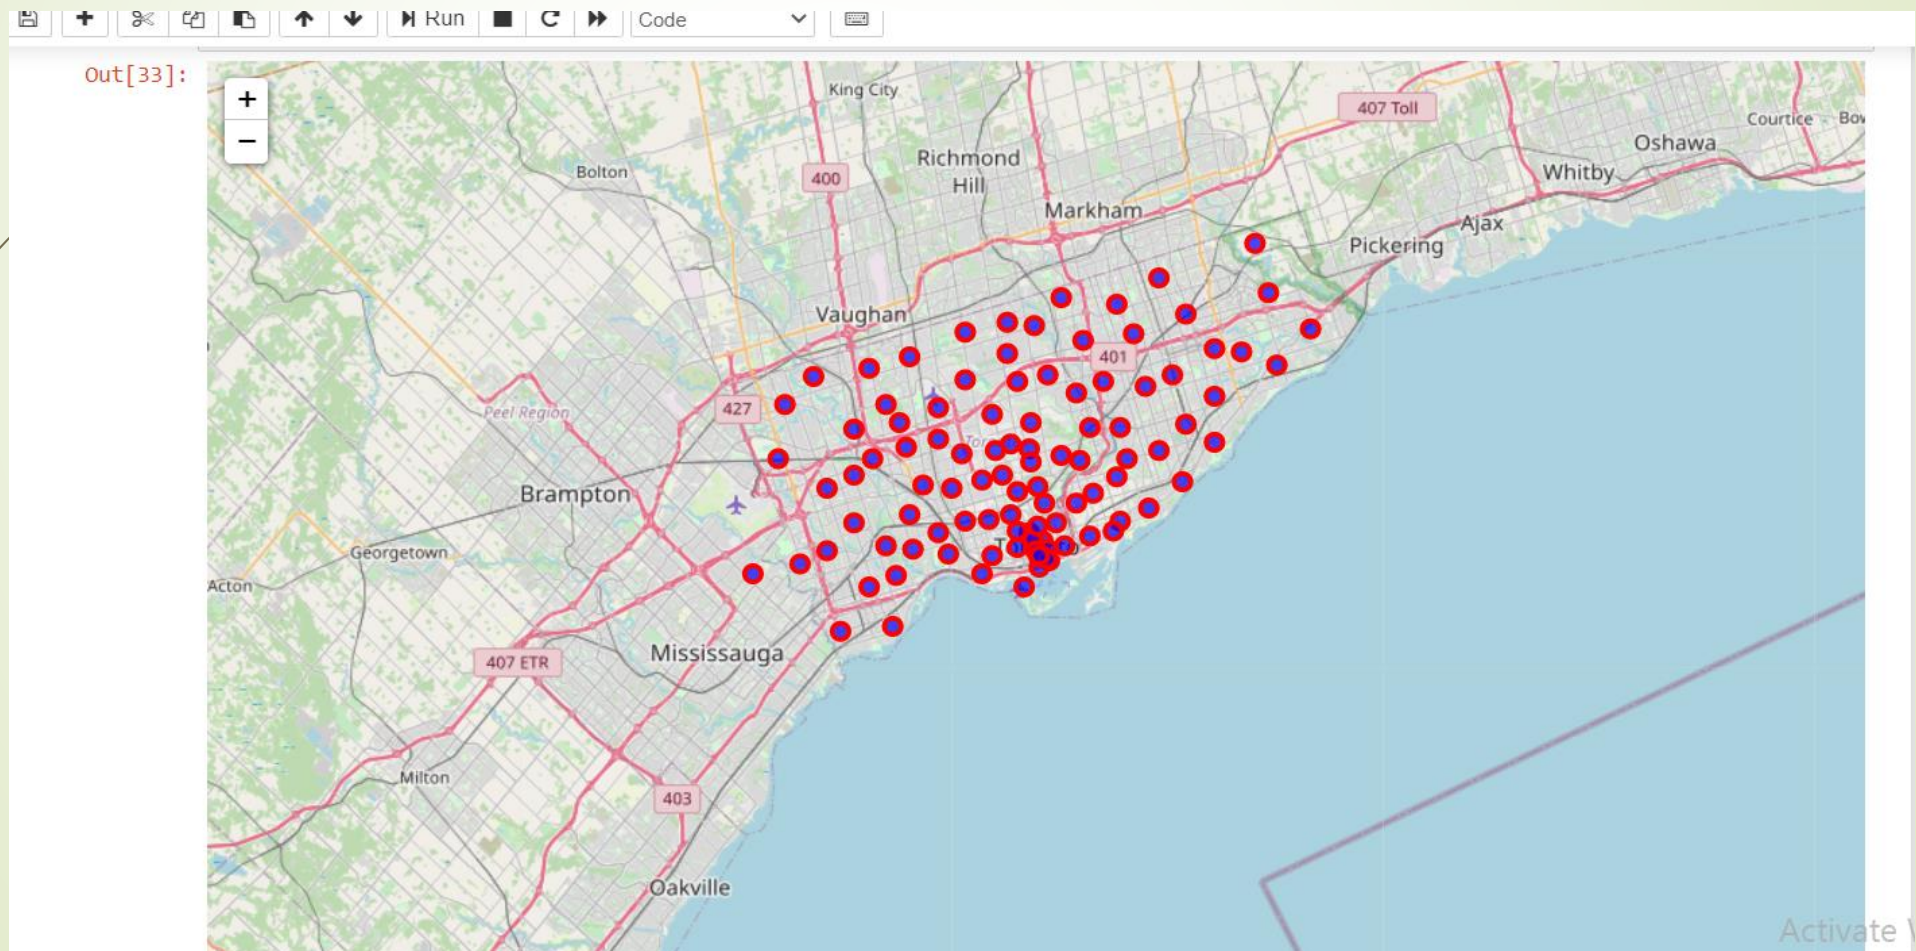 Run
Code
Out[33]:
+
−
King City
407 Toll
Courtice
Oshawa
Bolton
400
Richmond
Hill
Whitby
Markham
Ajax
Pickering
Vaughan
401
427
Peel Region
Brampton
Georgetown
Acton
Mississauga
407 ETR
Milton
403
Oakville
Activate